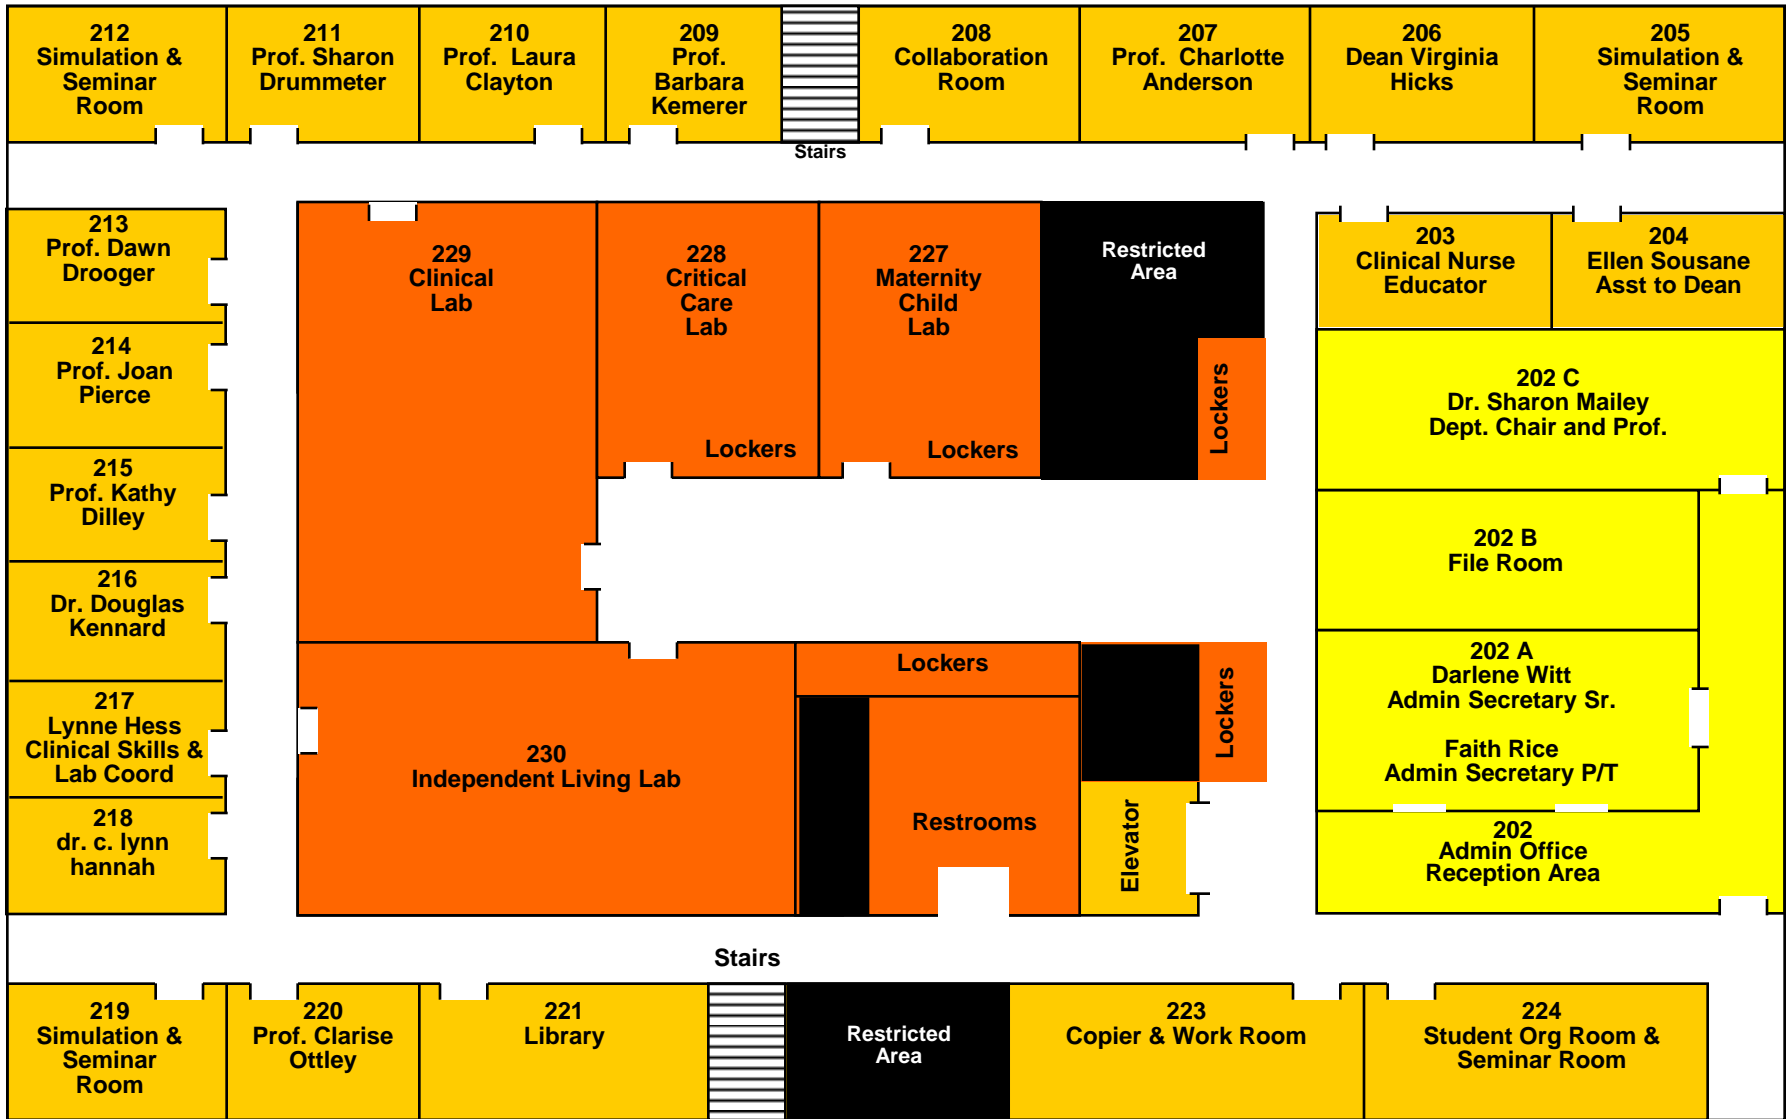 212
Simulation &
Seminar
Room
211
Prof. Sharon
Drummeter
210
Prof. Laura
Clayton
209
Prof.
Barbara
Kemerer
Stairs
208
Collaboration
Room
207
Prof. Charlotte
Anderson
206
Dean Virginia
Hicks
205
Simulation &
Seminar
Room
213
Prof. Dawn
Drooger
214
Prof. Joan
Pierce
215
Prof. Kathy
Dilley
216
Dr. Douglas
Kennard
217
Lynne Hess
Clinical Skills &
Lab Coord
218
dr. c. lynn
hannah
229
Clinical
Lab
228
Critical
Care
Lab
Lockers
227
Maternity
Child
Lab
Lockers
Restricted
Area
Lockers
203
Clinical Nurse
Educator
204
Ellen Sousane
Asst to Dean
202 C
Dr. Sharon Mailey
Dept. Chair and Prof.
202 B
File Room
202 A
Darlene Witt
Admin Secretary Sr.
Faith Rice
Admin Secretary P/T
202
Admin Office
Reception Area
230
Independent Living Lab
Lockers
Restrooms
Lockers
Elevator
Stairs
219
Simulation &
Seminar
Room
220
Prof. Clarise
Ottley
221
Library
Restricted
Area
223
Copier & Work Room
224
Student Org Room &
Seminar Room